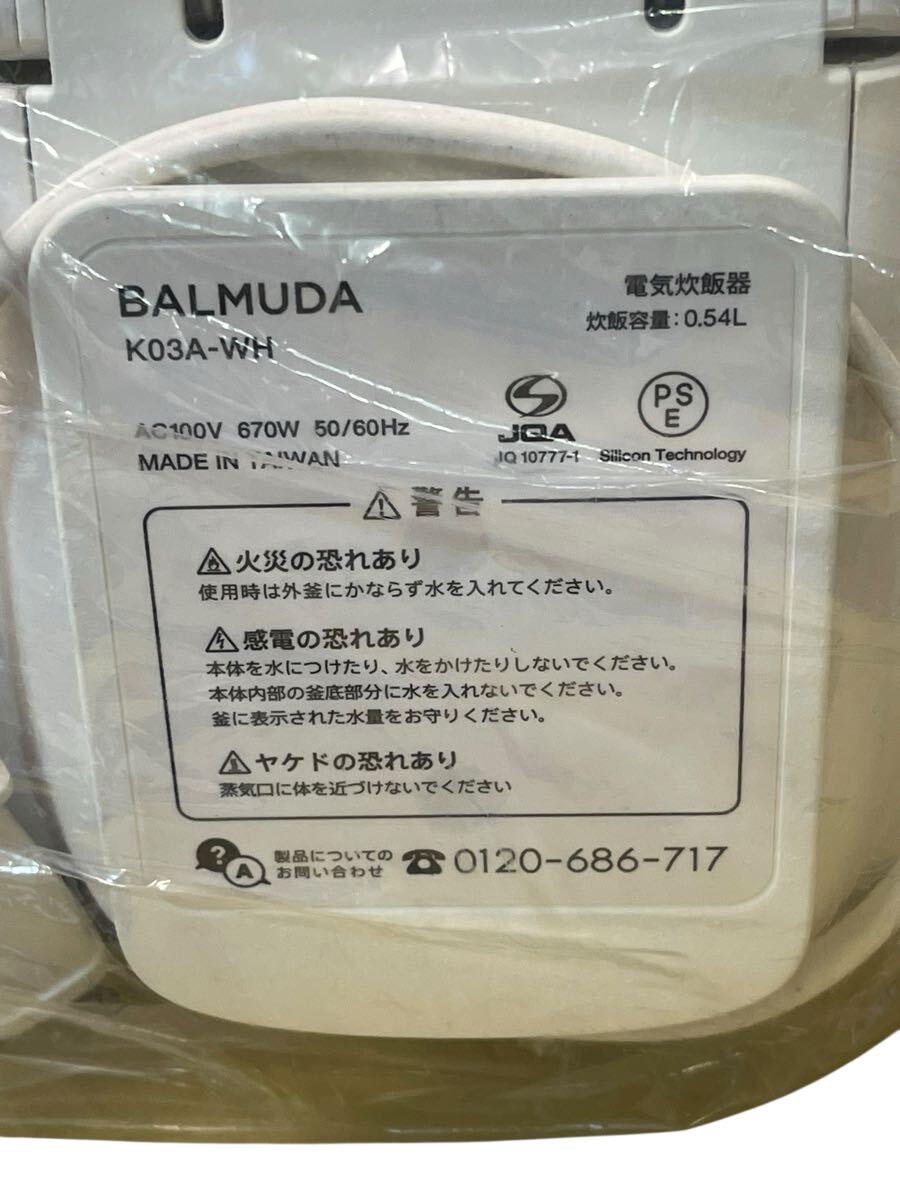 BALMUDA
K03A-WH
電気炊飯器
炊飯容量:0.54L
AC100V 670W 50/60Hz
MADE IN TAIWAN
JQA
JQ 10777-1
PSE
Silicon Technology
警告
火災の恐れあり
使用時は外釜にかならず水を入れてください。
感電の恐れあり
本体を水につけたり、水をかけたりしないでください。
本体内部の釜底部分に水を入れないでください。
釜に表示された水量をお守りください。
ヤケドの恐れあり
蒸気口に体を近づけないでください
?A
製品についての
お問い合わせ
0120-686-717